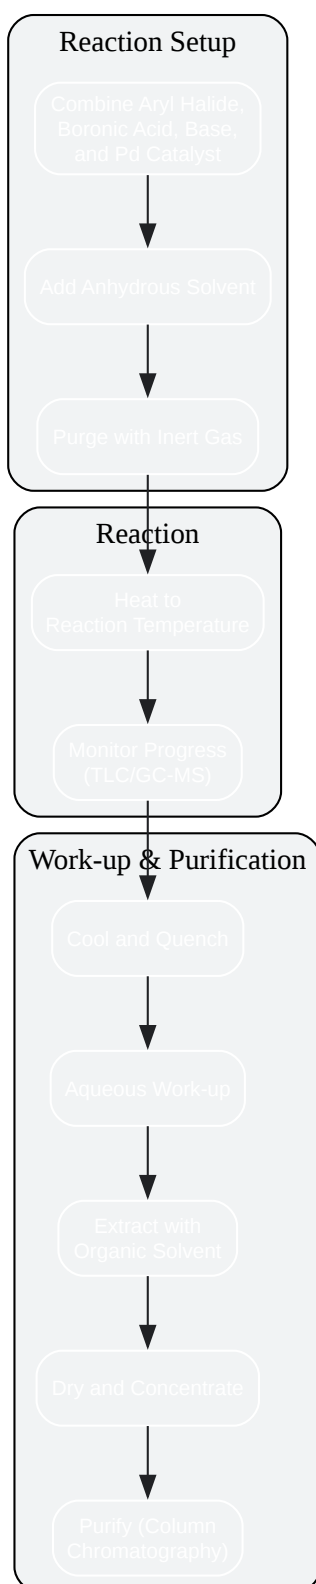 Reaction Setup
Combine Aryl Halide,
Boronic Acid, Base,
and Pd Catalyst
Add Anhydrous Solvent
Purge with Inert Gas
Reaction
Heat to
Reaction Temperature
Monitor Progress
(TLC/GC-MS)
Work-up & Purification
Cool and Quench
Aqueous Work-up
Extract with
Organic Solvent
Dry and Concentrate
Purify (Column
Chromatography)